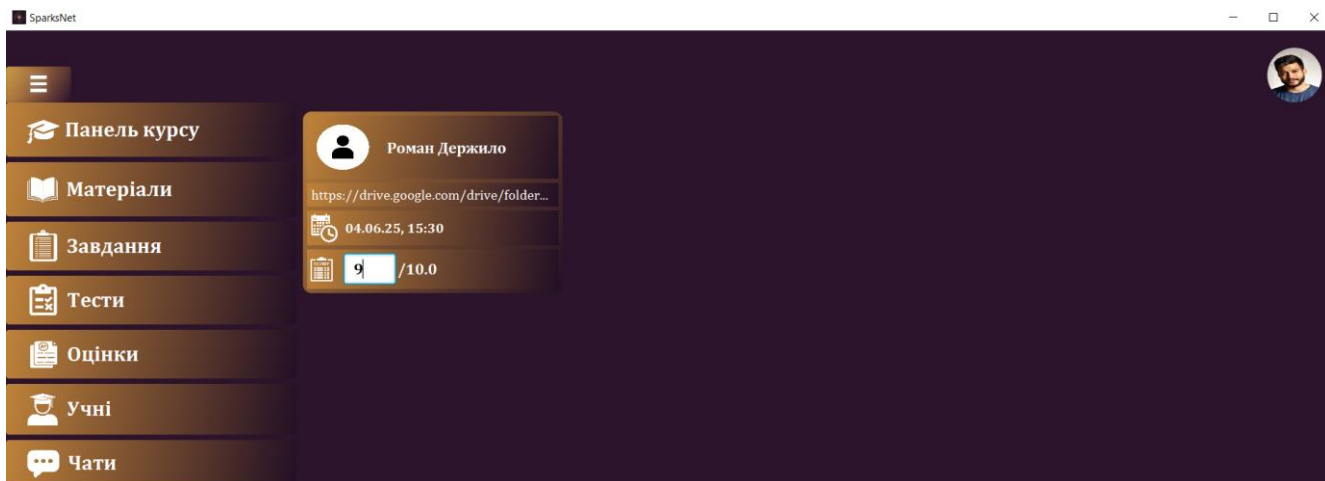 SparksNet
Панель курсу
Матеріали
Завдання
Тести
Оцінки
Учні
Чати
Роман Держило
https://drive.google.com/drive/folder...
04.06.25, 15:30
9/10.0